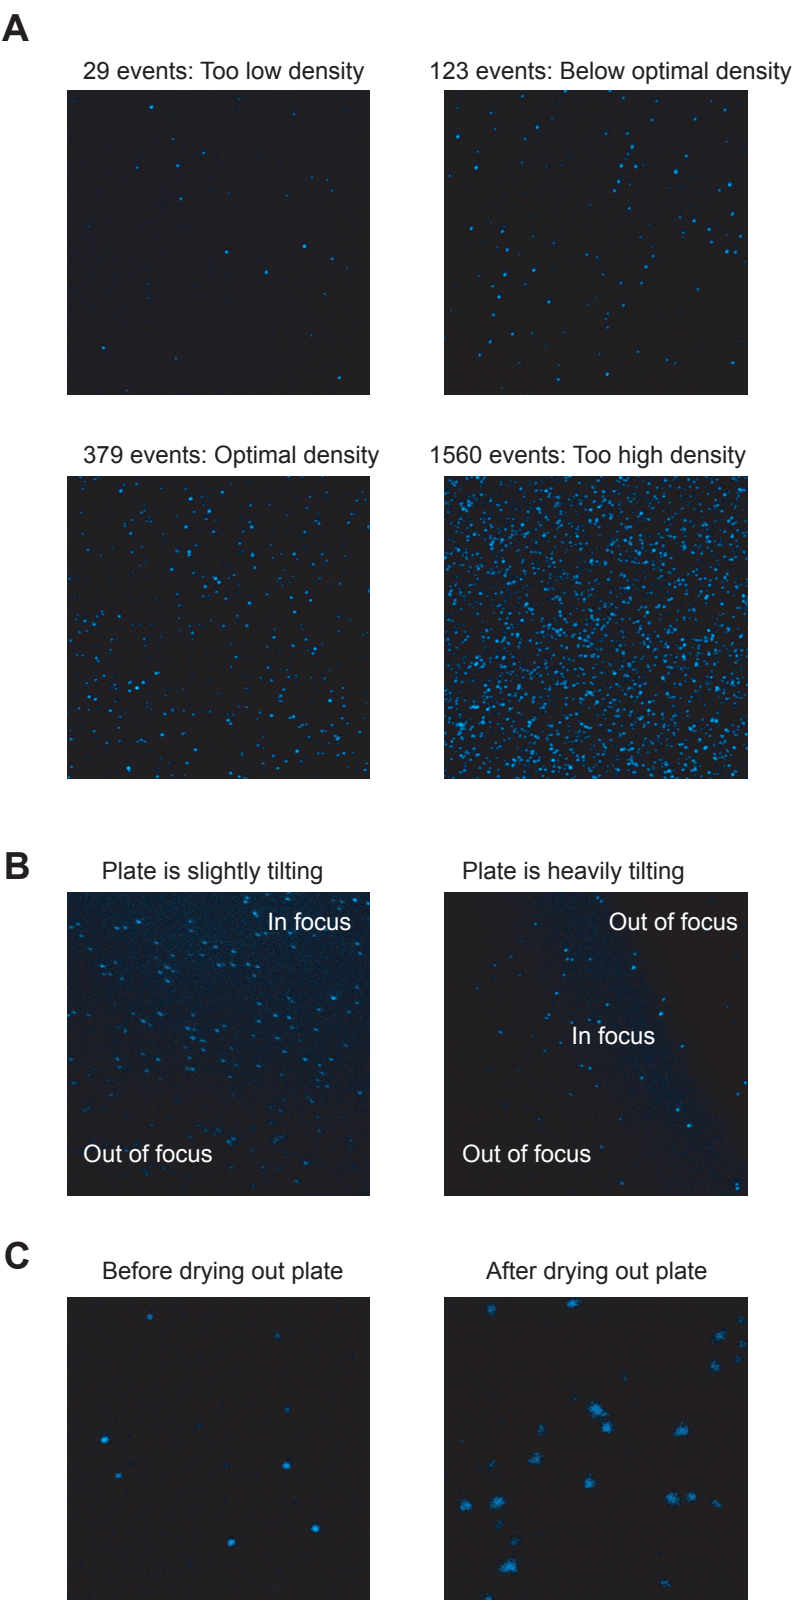 A
29 events: Too low density
123 events: Below optimal density
379 events: Optimal density
1560 events: Too high density
B
Plate is slightly tilting
Plate is heavily tilting
In focus
Out of focus
Out of focus
In focus
Out of focus
C
Before drying out plate
After drying out plate